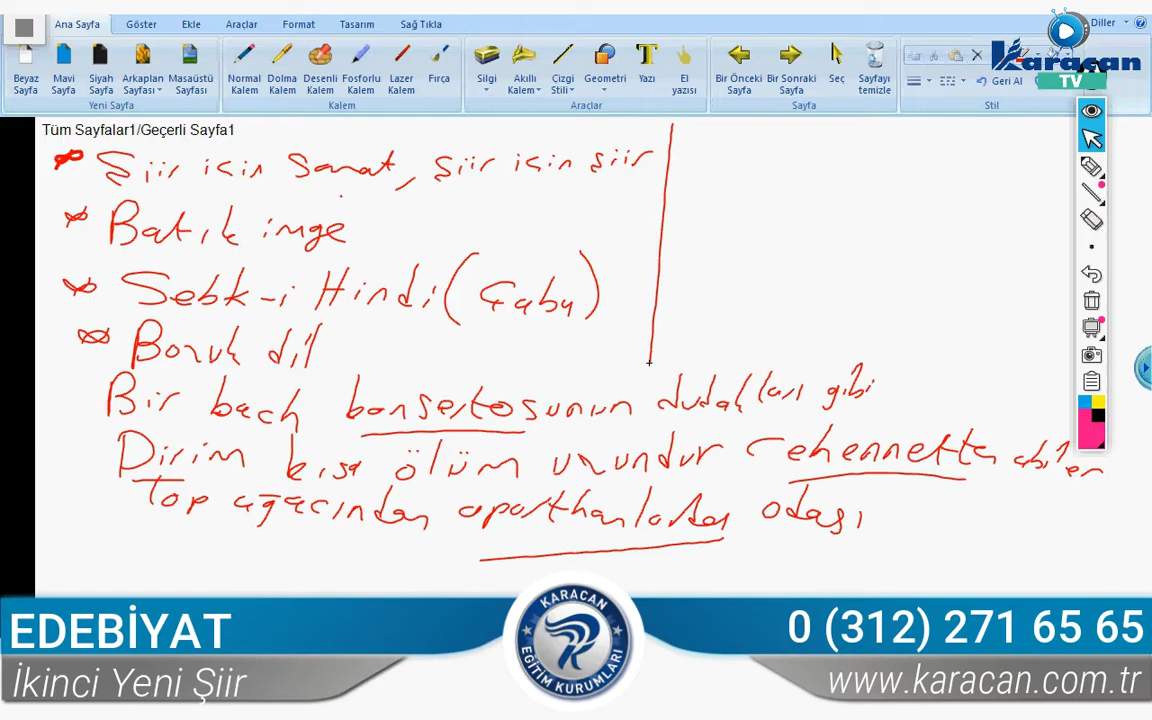 Ana Sayfa Göster Ekle Araçlar Format Tasarım Sağ Tıkla Diller
Beyaz Sayfa Mavi Sayfa Siyah Sayfa Arkaplan Sayfası Masaüstü Sayfası Normal Kalem Dolma Kalem Desenli Kalem Fosforlu Kalem Lazer Kalem Fırça Silgi Akıllı Kalem Çizgi Stili Geometri Yazı El yazısı Bir Önceki Sayfa Bir Sonraki Sayfa Seç Sayfayı temizle Geri Al
Yeni Sayfa Kalem Araçlar Sayfa Stil
Karacan
TV
Tüm Sayfalar1/Geçerli Sayfa1
* Şiir için Sanat, şiir için şiir
* Batık imge
* Sebk-i Hindi (Çabu)
* Bozuk dil
Bir bach konsertosunun dudakları gibi
Dirim kısa ölüm uzundur cehennette abiler
Top ağacından aparthanlardan odası
EDEBİYAT
İkinci Yeni Şiir
KARACAN
EĞİTİM KURUMLARI
0 (312) 271 65 65
www.karacan.com.tr